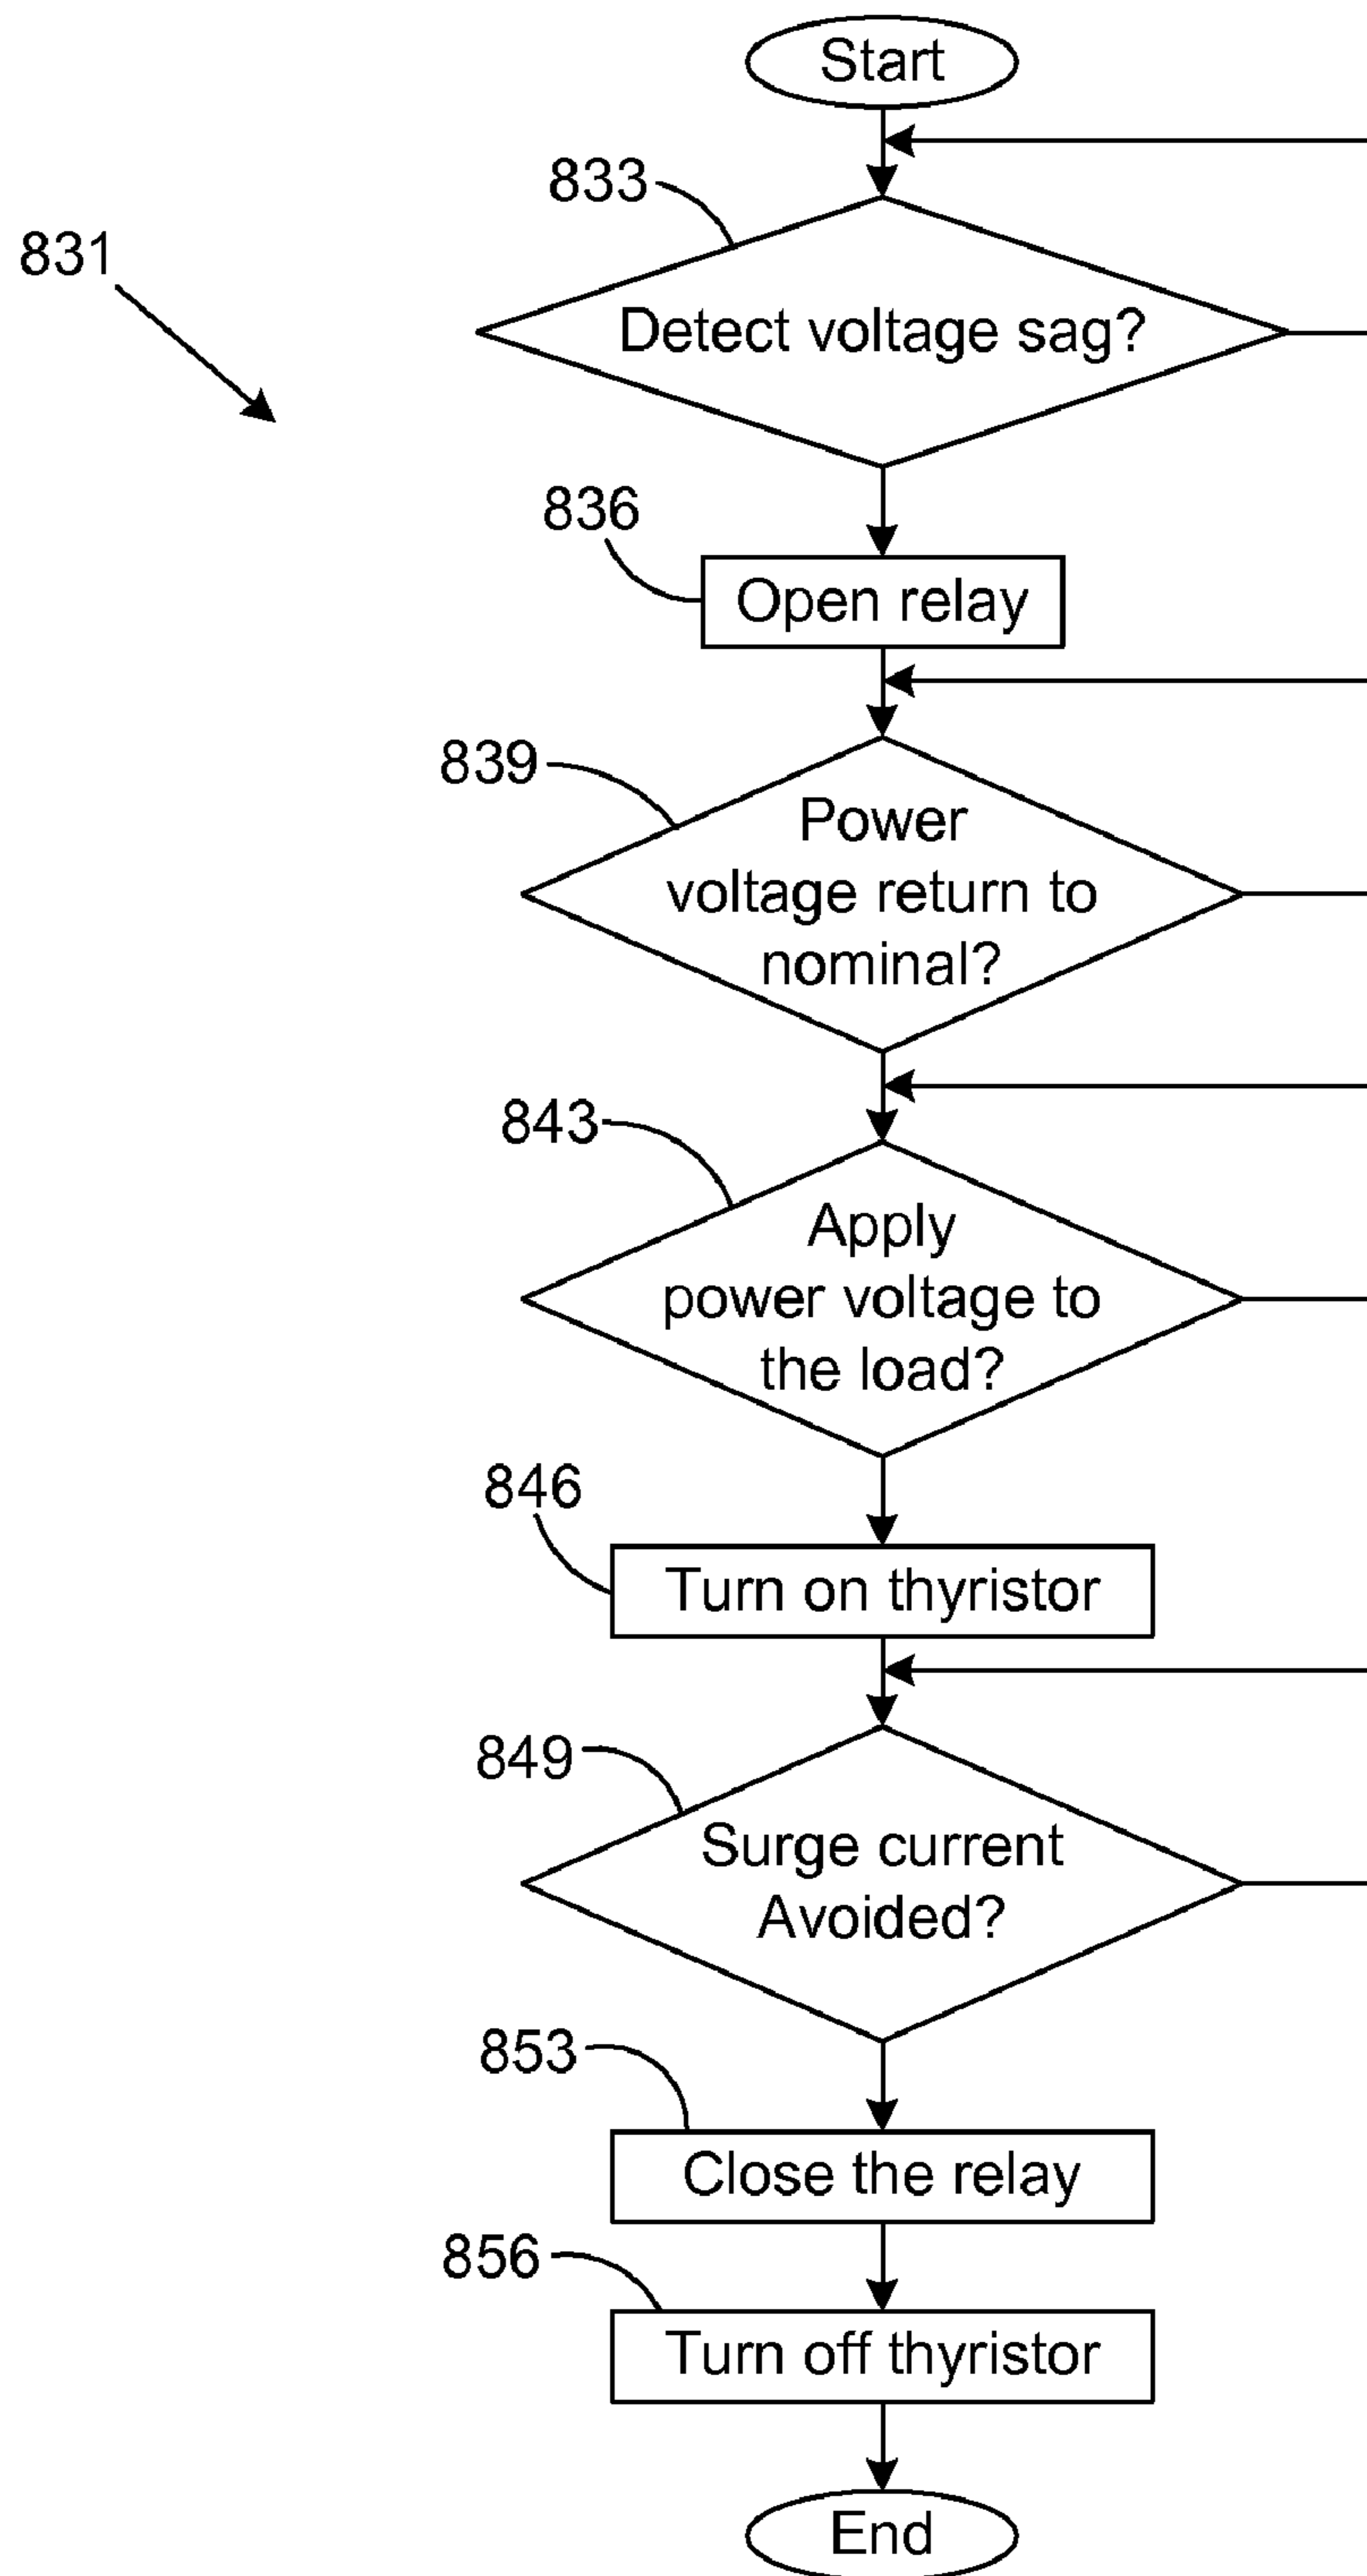 Start
833
831
Detect voltage sag?
836
Open relay
839
Power
voltage return to
nominal?
843
Apply
power voltage to
the load?
846
Turn on thyristor
849
Surge current
Avoided?
853
Close the relay
856
Turn off thyristor
End